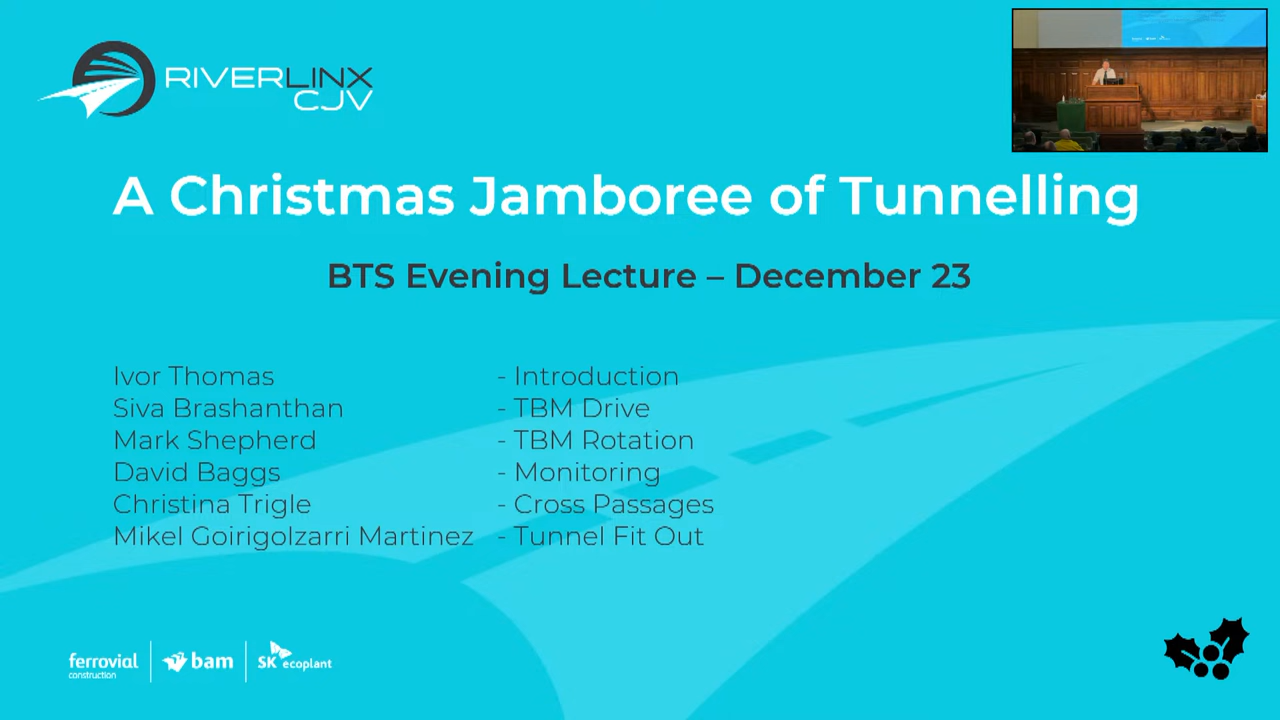 RIVERLINX
CJV
A Christmas Jamboree of Tunnelling
BTS Evening Lecture – December 23
Ivor Thomas - Introduction
Siva Brashanthan - TBM Drive
Mark Shepherd - TBM Rotation
David Baggs - Monitoring
Christina Trigle - Cross Passages
Mikel Goirigolzarri Martinez - Tunnel Fit Out
ferrovial
construction
bam
SK ecoplant